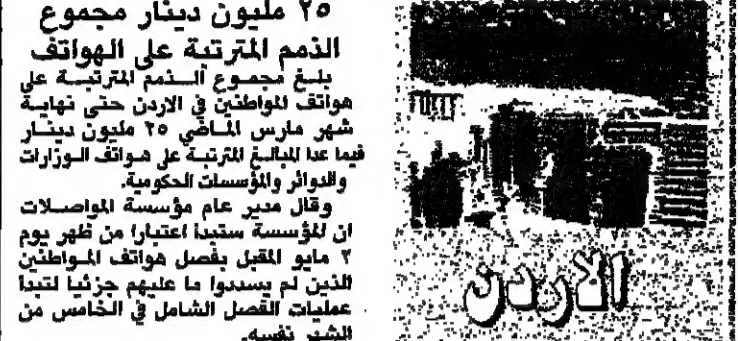 ٢٥ مليون دينار مجموع
الذمم المترتبة على الهواتف
بلغ مجموع الذمم المترتبة على
هواتف المواطنين في الاردن حتى نهاية
شهر مارس الماضي ٢٥ مليون دينار
فيما عدا المبالغ المترتبة على هواتف الوزارات
والدوائر والمؤسسات الحكومية.
وقال مدير عام مؤسسة المواصلات
ان المؤسسة ستبدا اعتبارا من ظهر يوم
٢ مايو المقبل بفصل هواتف المواطنين
الذين لم يسددوا ما عليهم جزئيا لتبدا
عمليات الفصل الشامل في الخامس من
الشهر نفسه.
الاردن